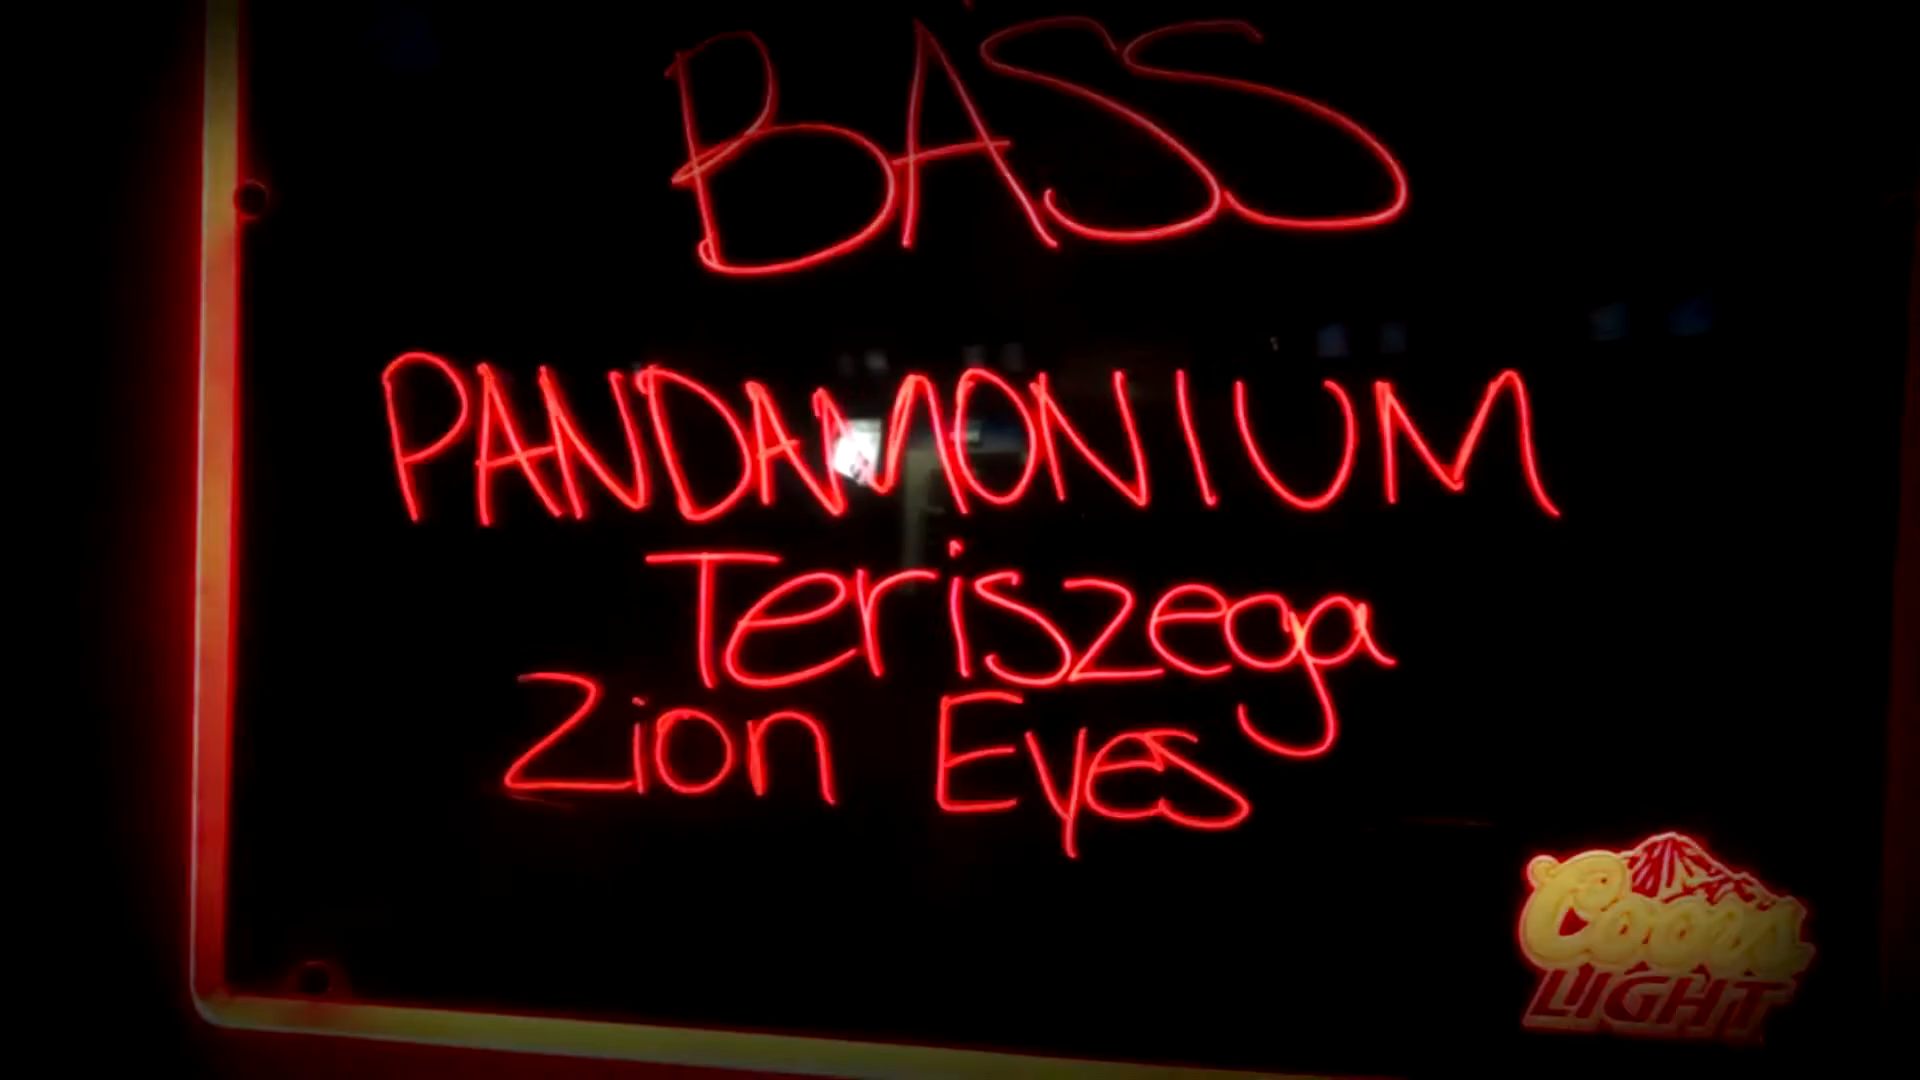 BASS
PANDAMONIUM
Teriszega
Zion Eyes
Coors
LIGHT